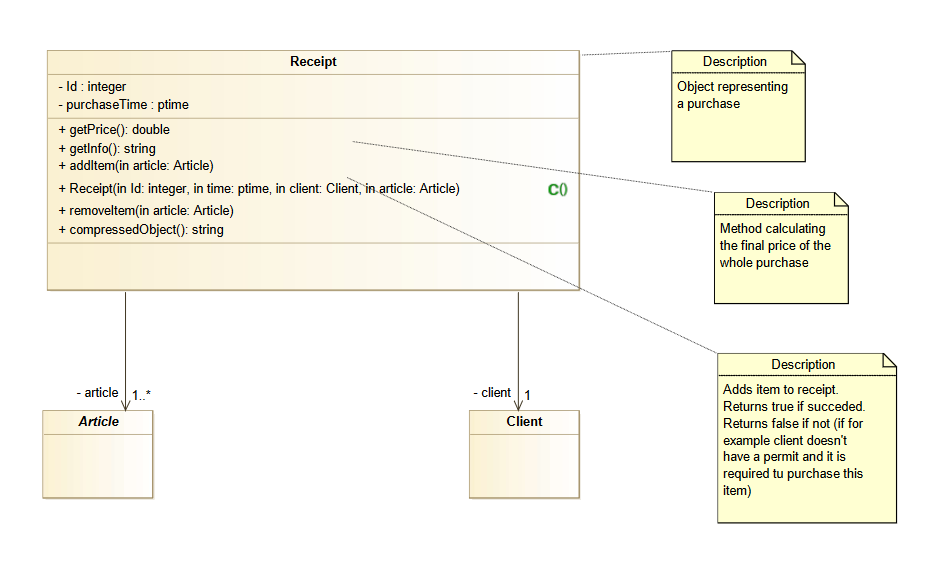 Receipt
- Id : integer
- purchaseTime : ptime
+ getPrice(): double
+ getInfo(): string
+ addItem(in article: Article)
+ Receipt(in Id: integer, in time: ptime, in client: Client, in article: Article)
C()
+ removeItem(in article: Article)
+ compressedObject(): string
Description
Object representing
a purchase
Description
Method calculating
the final price of the
whole purchase
Description
Adds item to receipt.
Returns true if succeded.
Returns false if not (if for
example client doesn't
have a permit and it is
required tu purchase this
item)
- article
1..*
- client
1
Article
Client